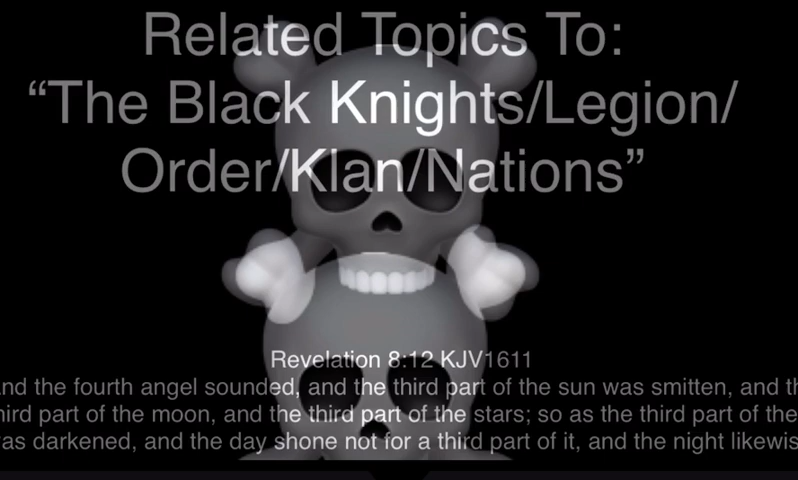 Related Topics To:
“The Black Knights/Legion/
Order/Klan/Nations”
Revelation 8:12 KJV1611
nd the fourth angel sounded, and the third part of the sun was smitten, and th
hird part of the moon, and the third part of the stars; so as the third part of the
as darkened, and the day shone not for a third part of it, and the night likewis